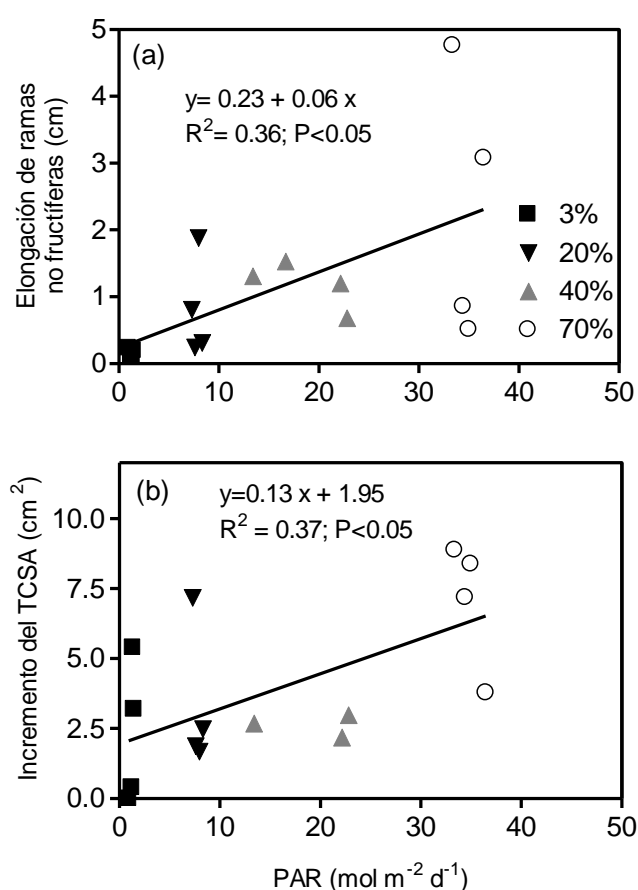 (a)
y= 0.23 + 0.06 x
R²= 0.36; P<0.05
Elongación de ramas
no fructíferas (cm)
5
4
3
2
1
0
3%
20%
40%
70%
0 10 20 30 40 50
(b)
y=0.13 x + 1.95
R² = 0.37; P<0.05
Incremento del TCSA (cm²)
10.0
7.5
5.0
2.5
0.0
0 10 20 30 40 50
PAR (mol m⁻² d⁻¹)